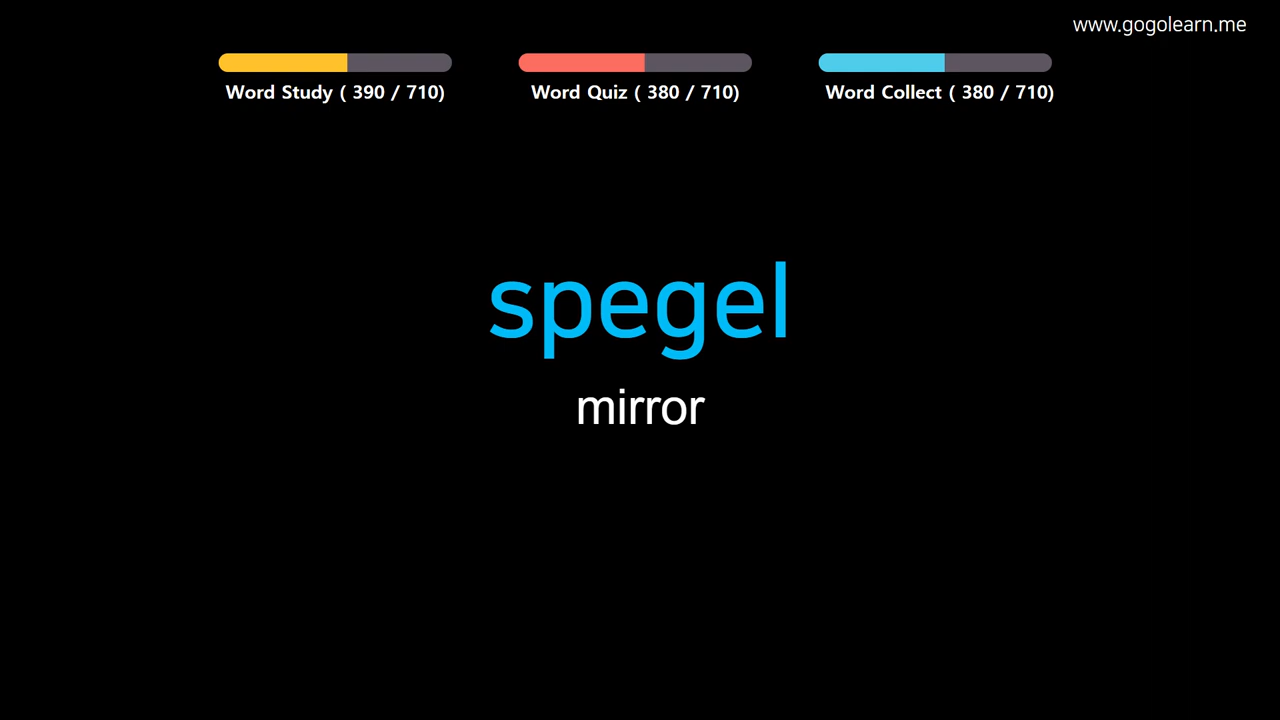 www.gogolearn.me
Word Study ( 390 / 710)
Word Quiz ( 380 / 710)
Word Collect ( 380 / 710)
spegel
mirror